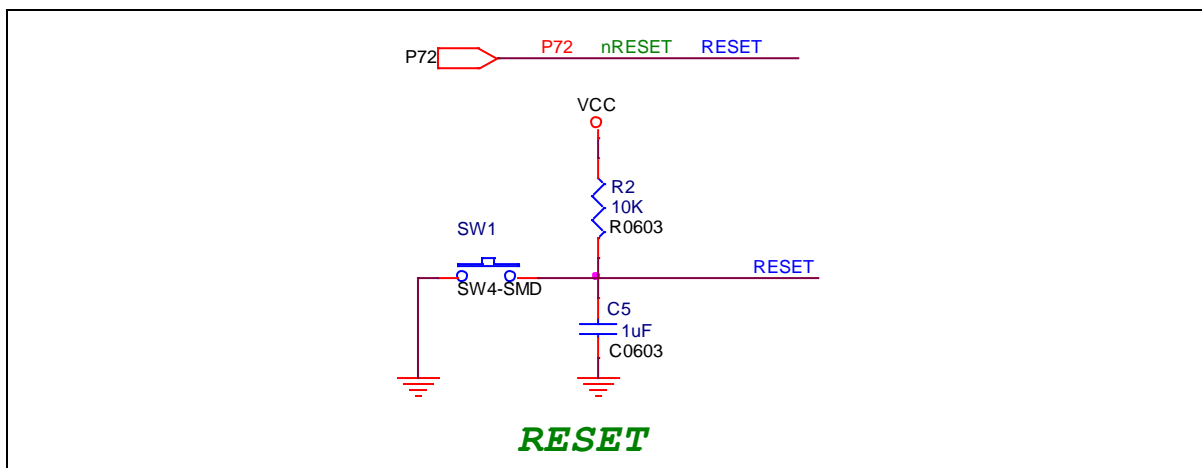 P72 P72 nRESET RESET
VCC
R2
10K
R0603
SW1
RESET
SW4-SMD
C5
1uF
C0603
RESET